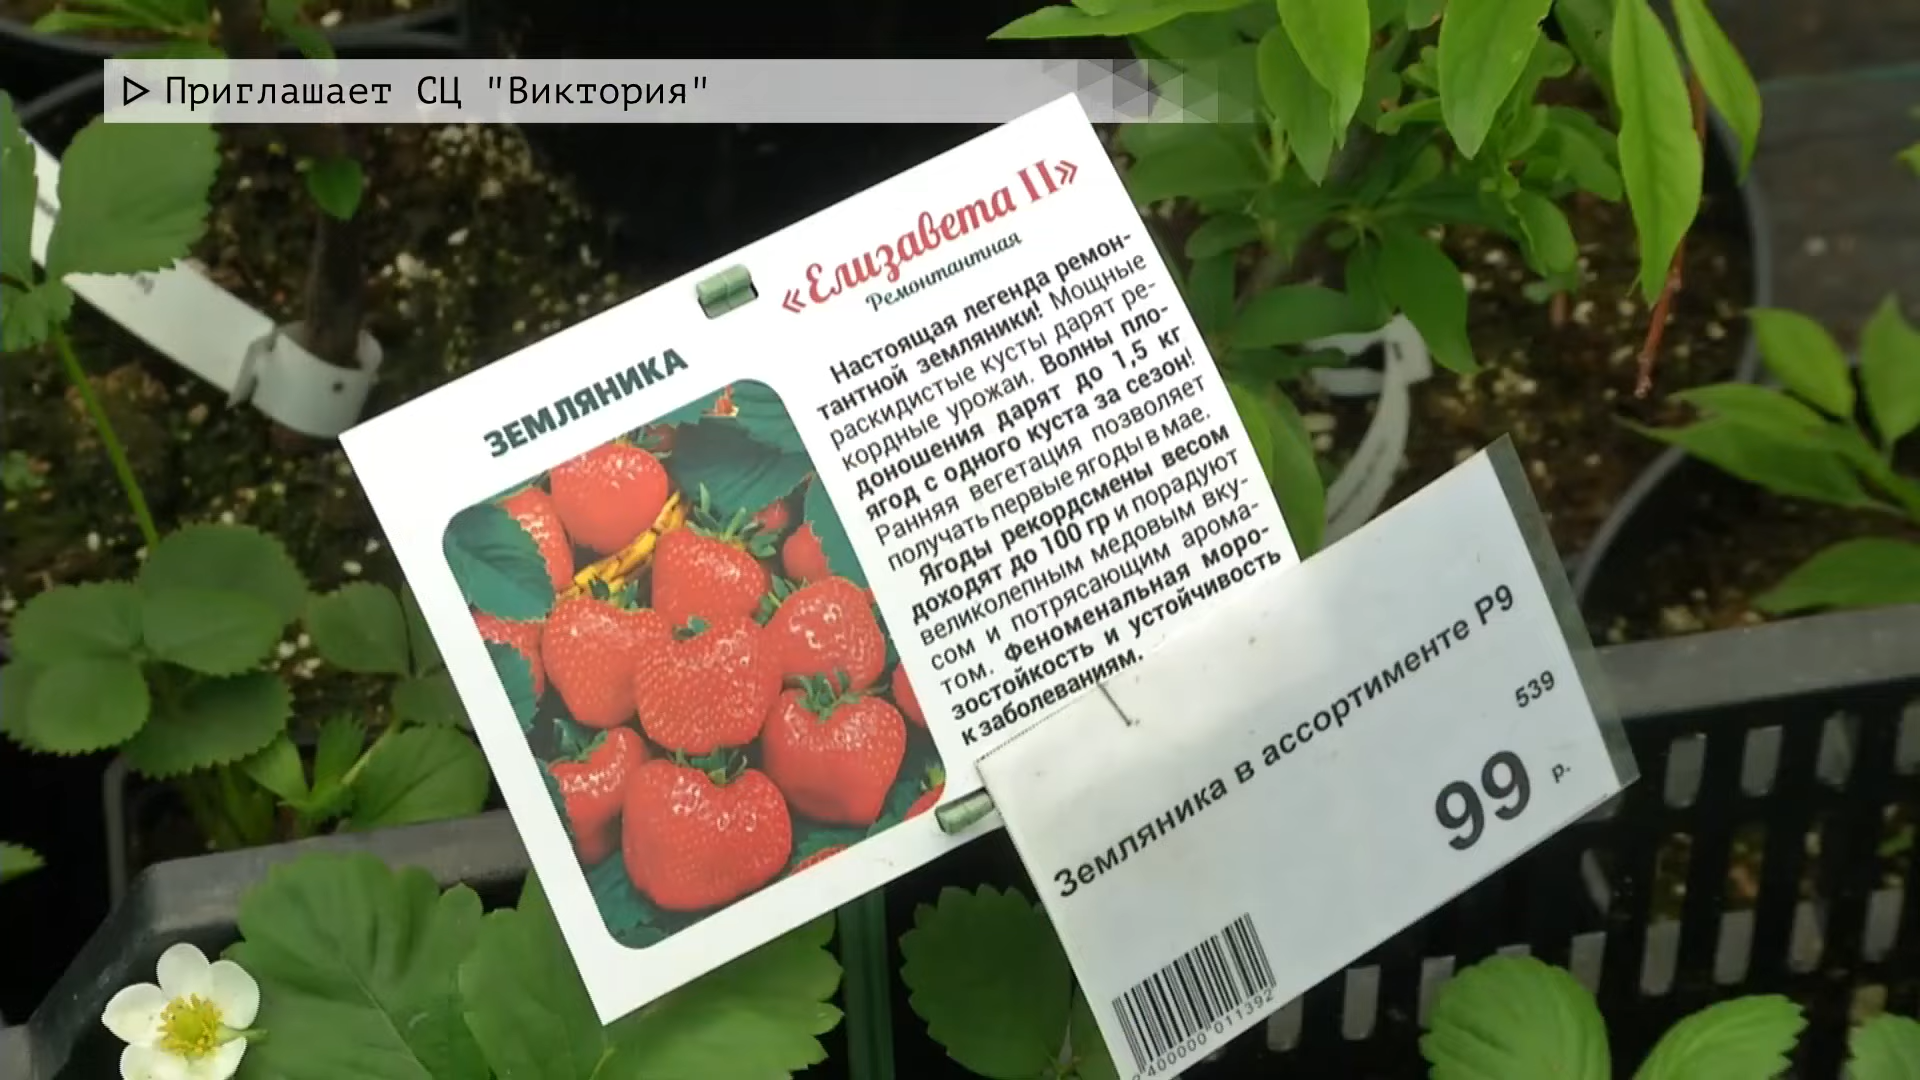 Приглашает СЦ "Виктория"
ЗЕМЛЯНИКА
«Елизавета II»
Ремонтантная
Настоящая легенда ремон-
тантной земляники! Мощные
раскидистые кусты дарят ре-
кордные урожаи. Волны пло-
доношения дарят до 1,5 кг
ягод с одного куста за сезон!
Ранняя вегетация позволяет
получать первые ягоды в мае.
Ягоды рекордсмены весом
доходят до 100 гр и порадуют
великолепным медовым вку-
сом и потрясающим арома-
том. Феноменальная моро-
зостойкость и устойчивость
к заболеваниям.
Земляника в ассортименте Р9
539
99 р.
2400000 011392